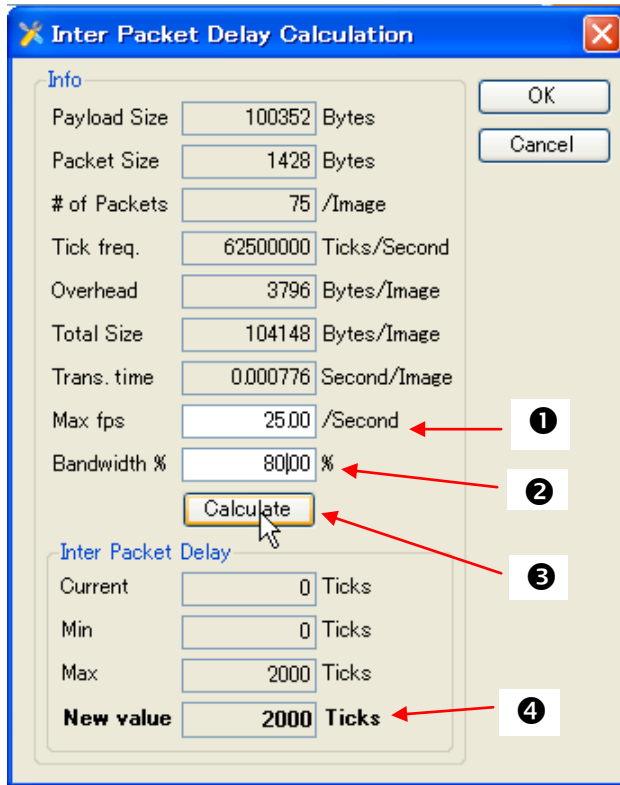 Inter Packet Delay Calculation
Info
OK
Cancel
Payload Size 100352 Bytes
Packet Size 1428 Bytes
# of Packets 75 /Image
Tick freq. 62500000 Ticks/Second
Overhead 3796 Bytes/Image
Total Size 104148 Bytes/Image
Trans. time 0.000776 Second/Image
Max fps 25.00 /Second ❶
Bandwidth % 80.00 % ❷
Calculate ❸
Inter Packet Delay
Current 0 Ticks
Min 0 Ticks
Max 2000 Ticks
New value 2000 Ticks ❹